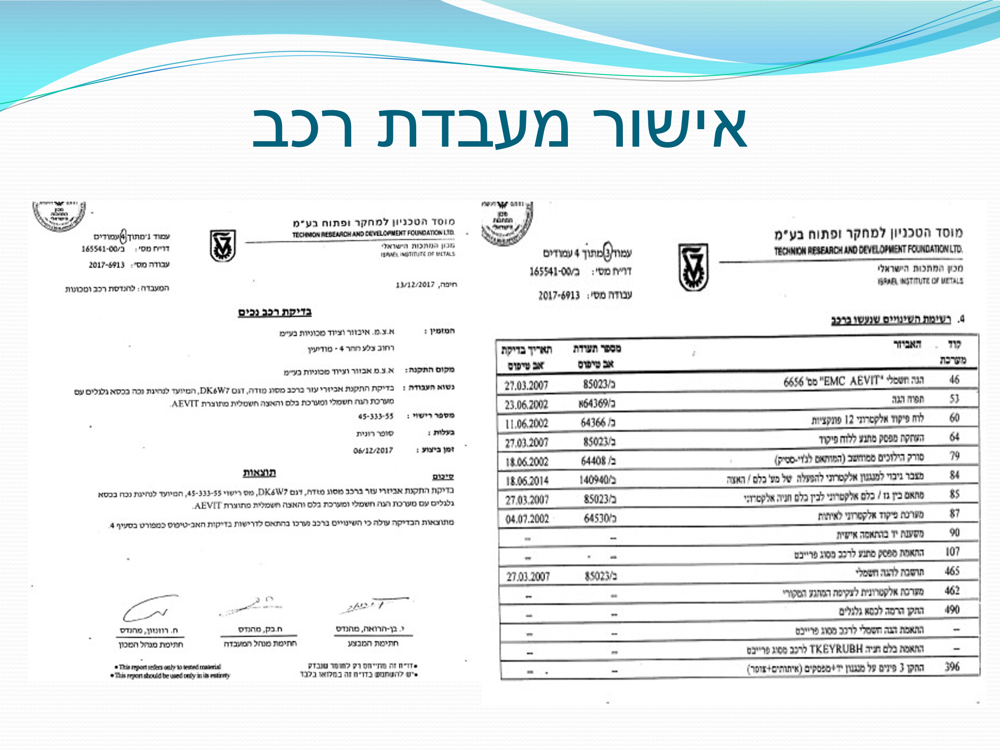 אישור מעבדת רכב
מכון
המתכות
הישראלי
מוסד הטכניון למחקר ופתוח בע"מ
TECHNION RESEARCH AND DEVELOPMENT FOUNDATION LTD.
מכון המתכות הישראלי
ISRAEL INSTITUTE OF METALS
עמוד 1 מתוך 4 עמודים
דו"ח מס': ב/165541-00
עבודה מס': 2017-6913
המעבדה: להנדסת רכב ומכונות
חיפה, 13/12/2017
בדיקת רכב נכים
המזמין: א.צ.מ. איבזור וציוד מכוניות בע"מ
רחוב צלע ההר 4 - מודיעין
מקום התקנה: א.צ.מ אבזור וציוד מכוניות בע"מ
נשוא העבודה: בדיקת התקנת אביזרי עזר ברכב מסוג מזדה, דגם DK6W7, המיועד לנהיגת נכה בכסא גלגלים עם
מערכת הגה חשמלי ומערכת בלם והאצה חשמלית מתוצרת AEVIT.
מספר רישוי: 45-333-55
בעלות: סופר רונית
זמן ביצוע: 06/12/2017
תוצאות
סיכום
בדיקת התקנת אביזרי עזר ברכב מסוג מזדה, דגם DK6W7, מס רישוי 45-333-55, המיועד לנהיגת נכה בכסא
גלגלים עם מערכת הגה חשמלי ומערכת בלם והאצה חשמלית מתוצרת AEVIT.
מתוצאות הבדיקה עולה כי השינויים ברכב נערכו בהתאם לדרישות בדיקות האב-טיפוס כמפורט בסעיף 4.
י. בן-הרואה, מהנדס
חתימת המבצע
ח.בק, מהנדס
חתימת מנהל המעבדה
ח. רוזנזון, מהנדס
חתימת מנהל המכון
●דו"ח זה מתייחס רק לחומר שנבדק
●יש להשתמש בדו"ח זה במלואו בלבד
● This report refers only to tested material
● This report should be used only in its entirety
מכון
המתכות
הישראלי
מוסד הטכניון למחקר ופתוח בע"מ
TECHNION RESEARCH AND DEVELOPMENT FOUNDATION LTD.
מכון המתכות הישראלי
ISRAEL INSTITUTE OF METALS
עמוד 3 מתוך 4 עמודים
דו"ח מס': ב/165541-00
עבודה מס': 2017-6913
4. רשימת השינויים שנעשו ברכב
קוד מערכת האביזר מספר תעודת אב טיפוס תאריך בדיקת אב טיפוס
46 הגה חשמלי "EMC AEVIT" מס' 6656 ב/85023 27.03.2007
53 תפוח הגה ב/64369א 23.06.2002
60 לוח פיקוד אלקטרוני 12 פונקציות ב/64366 11.06.2002
64 העתקת מפסק מתנע ללוח פיקוד ב/85023 27.03.2007
79 סורק הילוכים ממוחשב (המותאם לג'וי-סטיק) ב/64408 18.06.2002
84 מצבר גיבוי למנגנון אלקטרוני להפעלה של מע' בלם / האצה ב/140940 18.06.2014
85 מתאם בין גז / בלם אלקטרוני לבין בלם חניה אלקטרוני ב/85023 27.03.2007
87 מערכת פיקוד אלקטרוני לאיתות ב/64530 04.07.2002
90 משענת יד בהתאמה אישית -- --
107 התאמת מפסק מתנע לרכב מסוג פרייבט -- --
465 תושבת להגה חשמלי ב/85023 27.03.2007
462 מערכת אלקטרונית לעקיפת המתנע המקורי -- --
490 התקן הרמה לכסא גלגלים -- --
-- התאמת הגה חשמלי לרכב מסוג פרייבט -- --
-- התאמת בלם חניה TKEYRUBH לרכב מסוג פרייבט -- --
396 התקן 3 פינים על מנגנון יד+מפסקים (איתותים+צופר) -- --